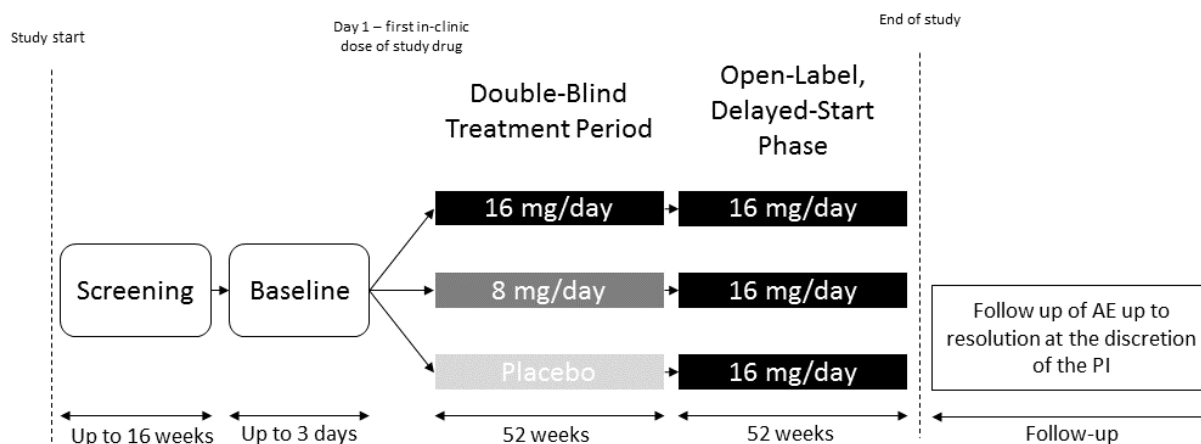 Study start
Day 1 – first in-clinic
dose of study drug
End of study
Double-Blind
Treatment Period
Open-Label,
Delayed-Start
Phase
16 mg/day
16 mg/day
Screening
Baseline
8 mg/day
16 mg/day
Placebo
16 mg/day
Follow up of AE up to
resolution at the discretion
of the PI
Up to 16 weeks
Up to 3 days
52 weeks
52 weeks
Follow-up